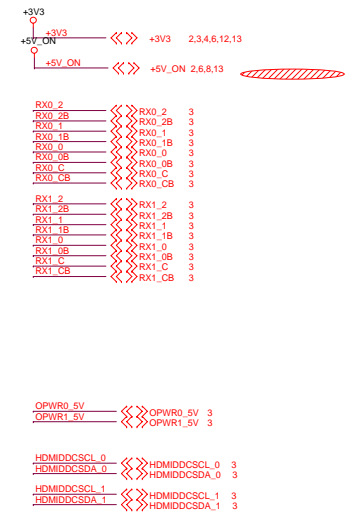 +3V3
+3V3 +3V3 2,3,4,6,12,13
+5V_ON
+5V_ON +5V_ON 2,6,8,13
RX0_2 RX0_2 3
RX0_2B RX0_2B 3
RX0_1 RX0_1 3
RX0_1B RX0_1B 3
RX0_0 RX0_0 3
RX0_0B RX0_0B 3
RX0_C RX0_C 3
RX0_CB RX0_CB 3
RX1_2 RX1_2 3
RX1_2B RX1_2B 3
RX1_1 RX1_1 3
RX1_1B RX1_1B 3
RX1_0 RX1_0 3
RX1_0B RX1_0B 3
RX1_C RX1_C 3
RX1_CB RX1_CB 3
OPWR0_5V OPWR0_5V 3
OPWR1_5V OPWR1_5V 3
HDMIDDCSCL_0 HDMIDDCSCL_0 3
HDMIDDCSDA_0 HDMIDDCSDA_0 3
HDMIDDCSCL_1 HDMIDDCSCL_1 3
HDMIDDCSDA_1 HDMIDDCSDA_1 3